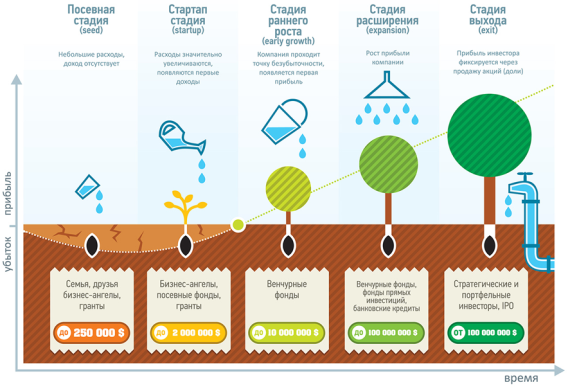 Посевная
стадия
(seed)
Небольшие расходы,
доход отсутствует
Стартап
стадия
(startup)
Расходы значительно
увеличиваются,
появляются первые
доходы
Стадия
раннего
роста
(early growth)
Компания проходит
точку безубыточности,
появляется первая
прибыль
Стадия
расширения
(expansion)
Рост прибыли
компании
Стадия
выхода
(exit)
Прибыль инвестора
фиксируется через
продажу акций (доли)
прибыль
убыток
Семья, друзья
бизнес-ангелы,
гранты
ДО 250 000 $
Бизнес-ангелы,
посевные фонды,
гранты
ДО 2 000 000 $
Венчурные
фонды
ДО 10 000 000 $
Венчурные фонды,
фонды прямых
инвестиций,
банковские кредиты
ДО 100 000 000 $
Стратегические и
портфельные
инвесторы, IPO
ОТ 100 000 000 $
время